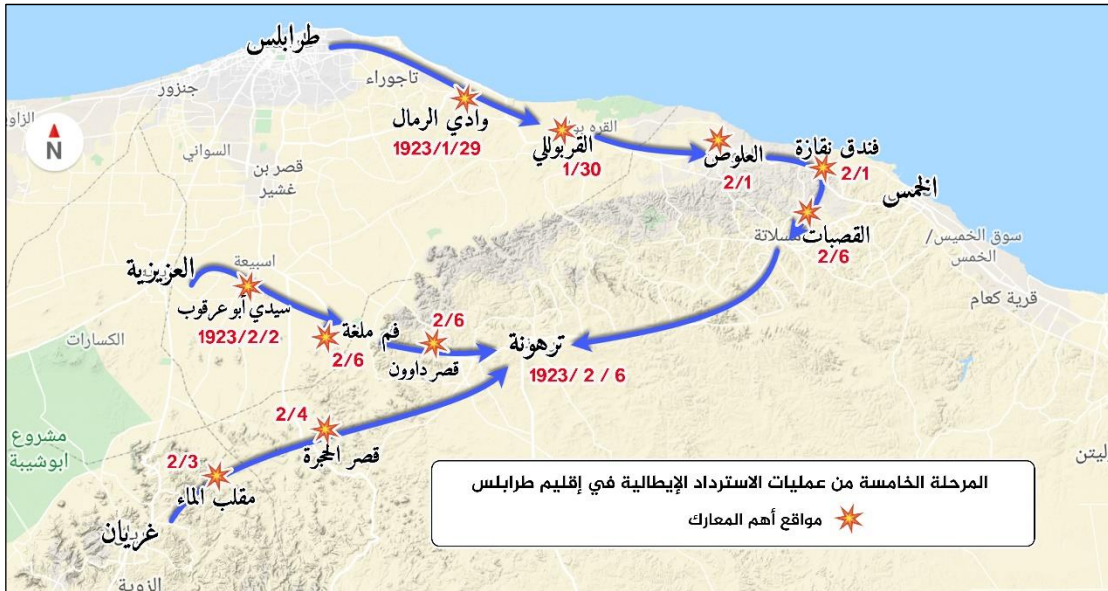 طرابلس
تاجوراء
جنزور
الزاو
N
السواني
قصر بن
غشير
وادي الرمال
1923/1/29
القره بو
القربوللي
1/30
العلوص
2/1
فندق نقازة
2/1
الخمس
القصبات
2/6
سلاتة
سوق الخميس/
الخمس
قرية كعام
العزيزية
اسبيعة
سيدي أبو عرقوب
1923/2/2
الكسارات
فم ملغة
2/6
2/6
قصر داوون
ترهونة
1923/ 2 / 6
2/4
قصر الحجرة
2/3
مقلب الماء
غريان
مشروع
ابوشيبة
الزوية
ليتن
المرحلة الخامسة من عمليات الاسترداد الإيطالية في إقليم طرابلس
مواقع أهم المعارك